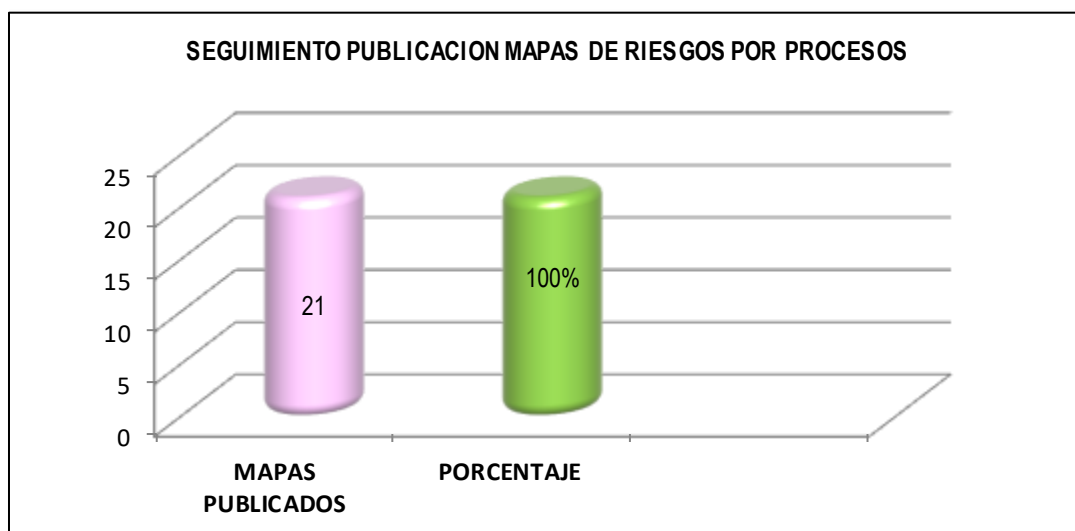 SEGUIMIENTO PUBLICACION MAPAS DE RIESGOS POR PROCESOS
25
20
15
10
5
0
21
100%
MAPAS
PUBLICADOS
PORCENTAJE